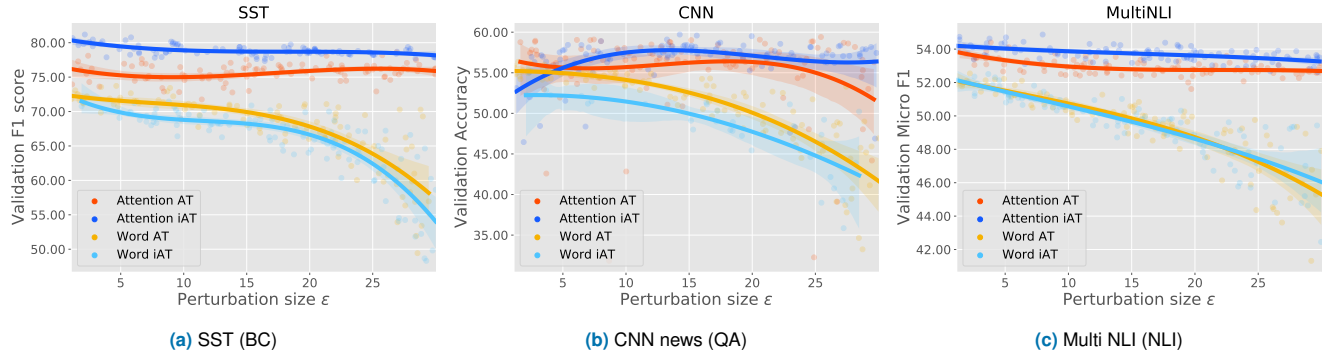 SST
Validation F1 score
80.00
75.00
70.00
65.00
60.00
55.00
50.00
Attention AT
Attention iAT
Word AT
Word iAT
5 10 15 20 25
Perturbation size ε
(a) SST (BC)
CNN
Validation Accuracy
60.00
55.00
50.00
45.00
40.00
35.00
Attention AT
Attention iAT
Word AT
Word iAT
5 10 15 20 25
Perturbation size ε
(b) CNN news (QA)
MultiNLI
Validation Micro F1
54.00
52.00
50.00
48.00
46.00
44.00
42.00
Attention AT
Attention iAT
Word AT
Word iAT
5 10 15 20 25
Perturbation size ε
(c) Multi NLI (NLI)